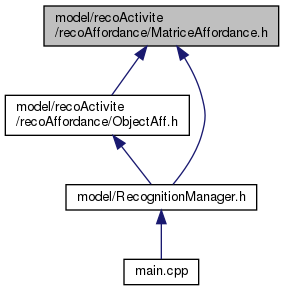 model/recoActivite
/recoAffordance/MatriceAffordance.h
model/recoActivite
/recoAffordance/ObjectAff.h
model/RecognitionManager.h
main.cpp